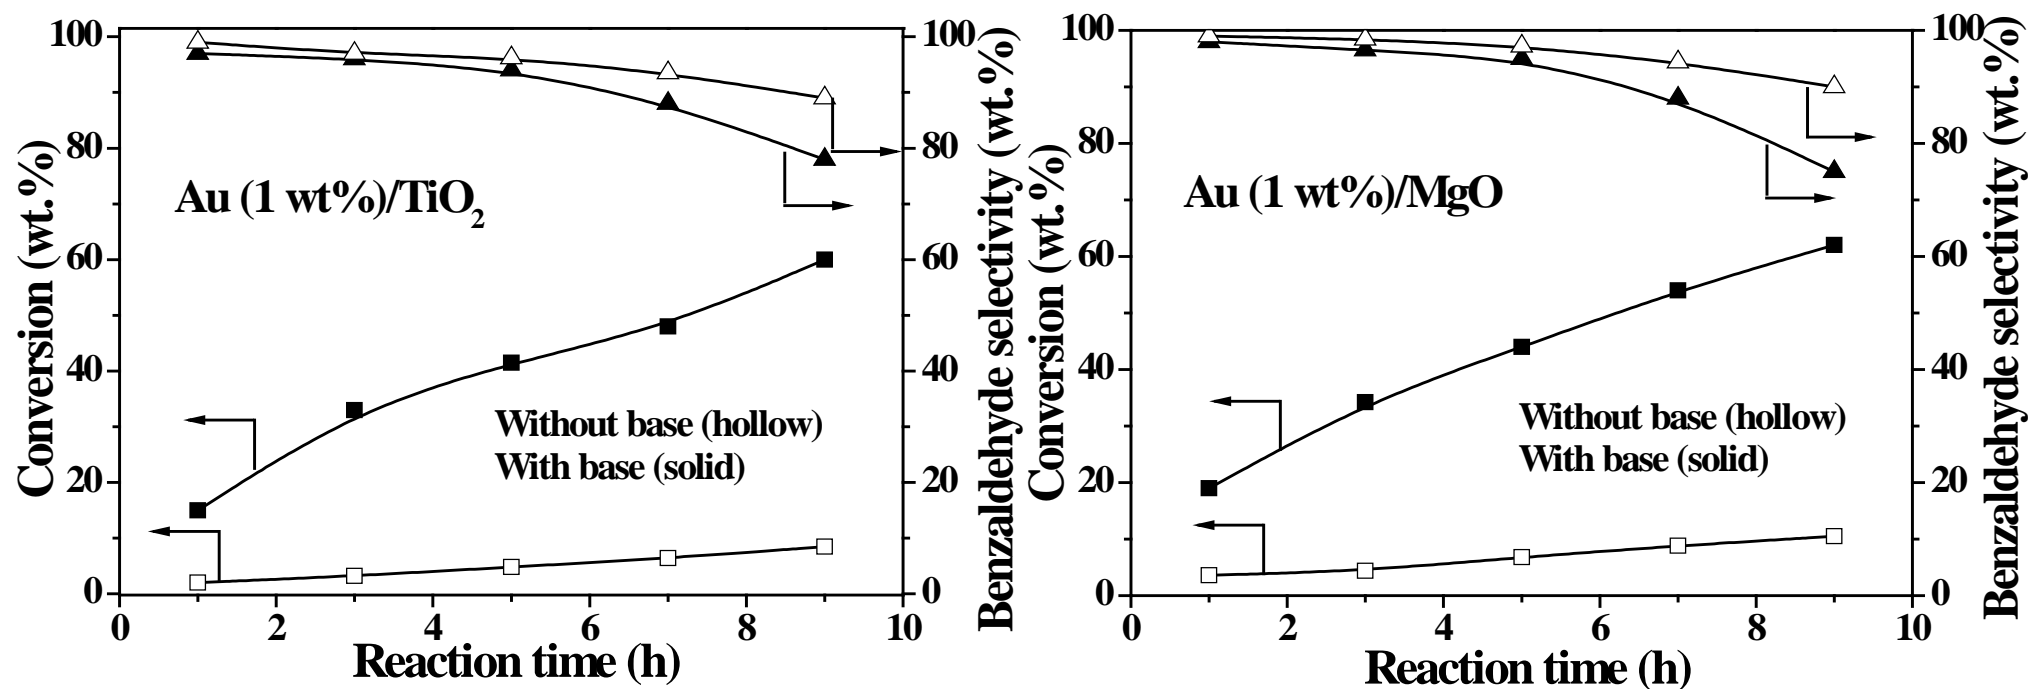 100
80
60
40
20
0
Conversion (wt.%)
Au (1 wt%)/TiO2
Without base (hollow)
With base (solid)
0 2 4 6 8 10
Reaction time (h)
100
80
60
40
20
0
Benzaldehyde selectivity (wt.%)
100
80
60
40
20
0
Conversion (wt.%)
Au (1 wt%)/MgO
Without base (hollow)
With base (solid)
0 2 4 6 8 10
Reaction time (h)
100
80
60
40
20
0
Benzaldehyde selectivity (wt.%)